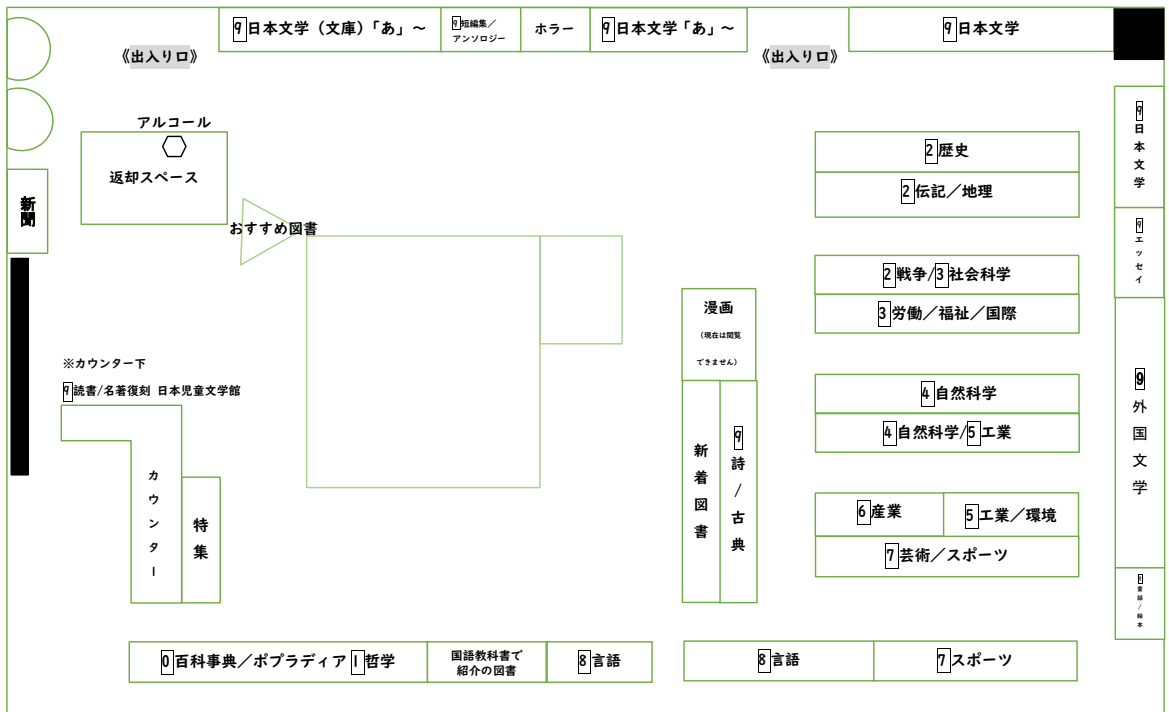 9日本文学（文庫）「あ」～
9短編集／
アンソロジー
ホラー
9日本文学「あ」～
9日本文学
《出入り口》
《出入り口》
アルコール
返却スペース
新聞
おすすめ図書
※カウンター下
9読書/名著復刻 日本児童文学館
カウンター
特集
漫画
（現在は閲覧
できません）
新着図書
9詩/古典
2歴史
2伝記／地理
2戦争/3社会科学
3労働／福祉／国際
4自然科学
4自然科学/5工業
6産業
5工業／環境
7芸術／スポーツ
9日本文学
9エッセイ
9外国文学
0百科事典／ポプラディア 1哲学
国語教科書で
紹介の図書
8言語
8言語
7スポーツ